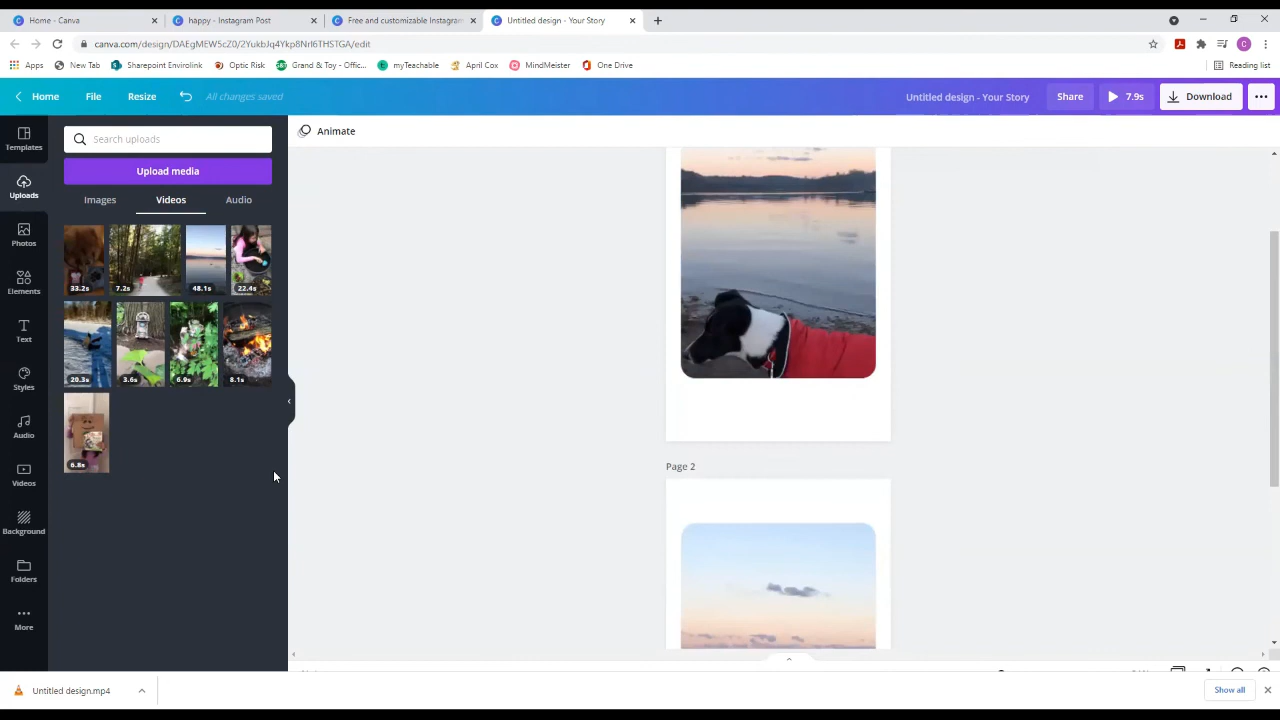 Home - Canva
happy - Instagram Post
Free and customizable Instagram
Untitled design - Your Story
canva.com/design/DAEgMEW5cZ0/2YukbJq4Ykp8NrI6THSTGA/edit
C
Apps
New Tab
Sharepoint Envirolink
Optic Risk
Grand & Toy - Offic...
myTeachable
April Cox
MindMeister
One Drive
Reading list
Home
File
Resize
All changes saved
Untitled design - Your Story
Share
7.9s
Download
Templates
Uploads
Photos
Elements
Text
Styles
Audio
Videos
Background
Folders
More
Search uploads
Upload media
Images
Videos
Audio
33.2s
7.2s
48.1s
22.4s
20.3s
3.6s
6.9s
8.1s
6.8s
Animate
Page 2
Untitled design.mp4
Show all